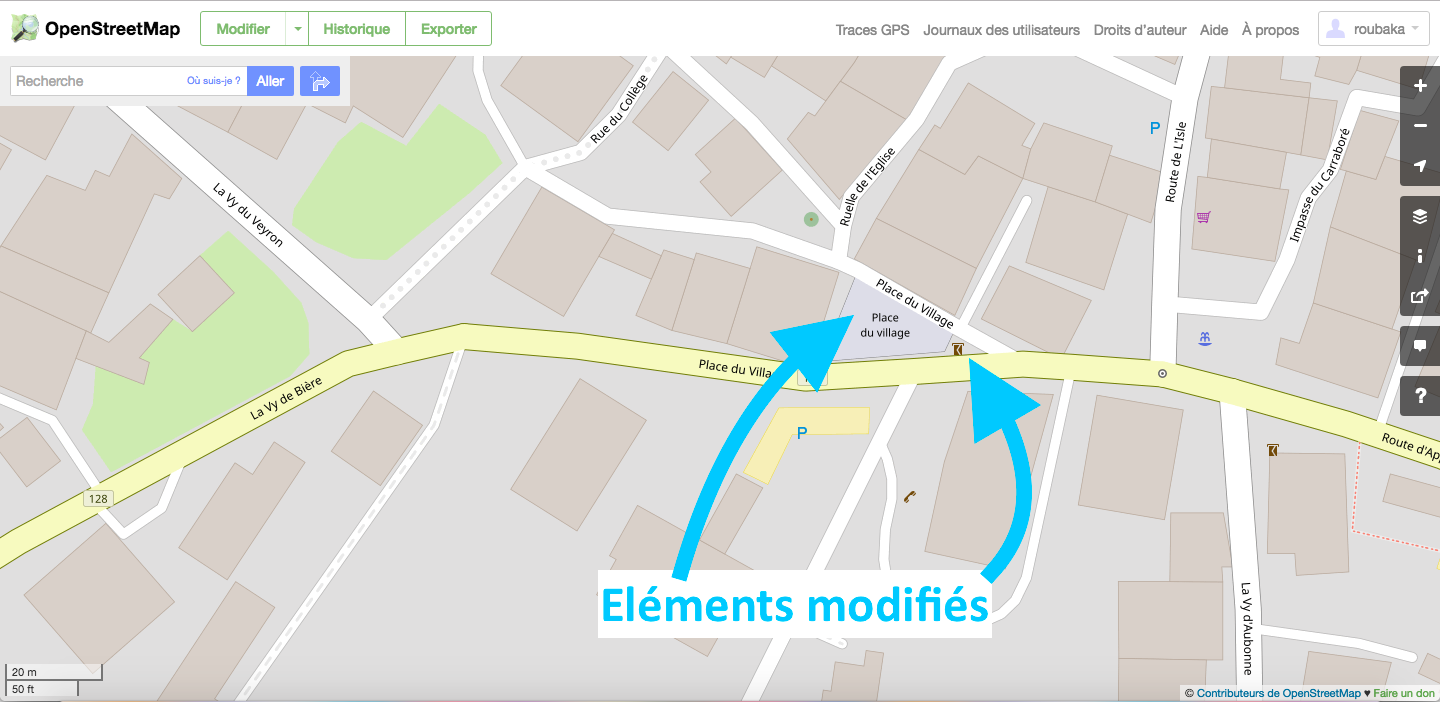 OpenStreetMap
Modifier
Historique
Exporter
Traces GPS
Journaux des utilisateurs
Droits d'auteur
Aide
À propos
roubaka
Recherche
Où suis-je ?
Aller
Rue du Collège
La Vy du Veyron
Ruelle de l'Eglise
P
Route de L'Isle
Impasse du Carraboré
Place du Village
Place
du village
Place du Villa
La Vy de Bière
P
Route d'App
128
Eléments modifiés
La Vy d'Aubonne
20 m
50 ft
© Contributeurs de OpenStreetMap ♥ Faire un don